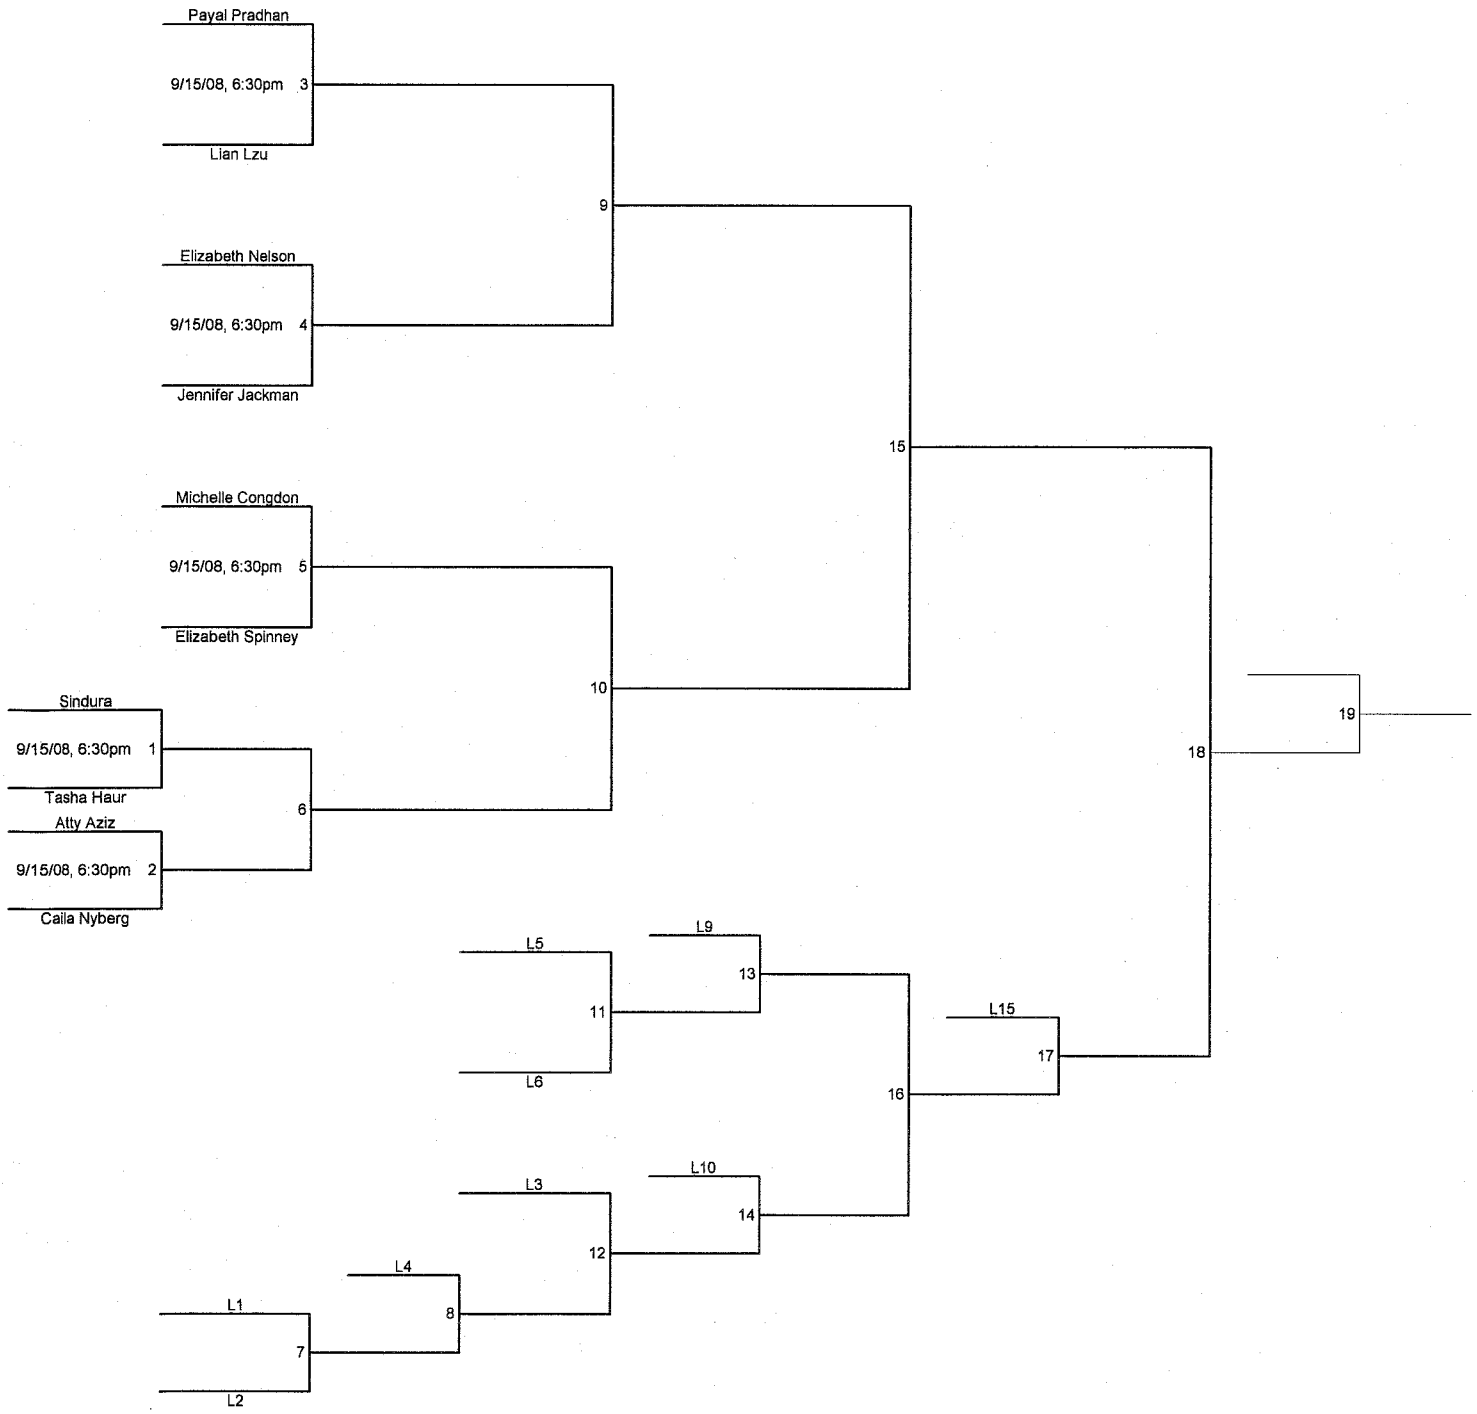 Payal Pradhan
9/15/08, 6:30pm 3
Lian Lzu
9
Elizabeth Nelson
9/15/08, 6:30pm 4
Jennifer Jackman
15
Michelle Congdon
9/15/08, 6:30pm 5
Elizabeth Spinney
10
Sindura
9/15/08, 6:30pm 1
Tasha Haur
6
Atty Aziz
9/15/08, 6:30pm 2
Caila Nyberg
19
18
L9
L5
13
11
L15
L6
17
16
L10
L3
14
12
L4
L1
8
7
L2